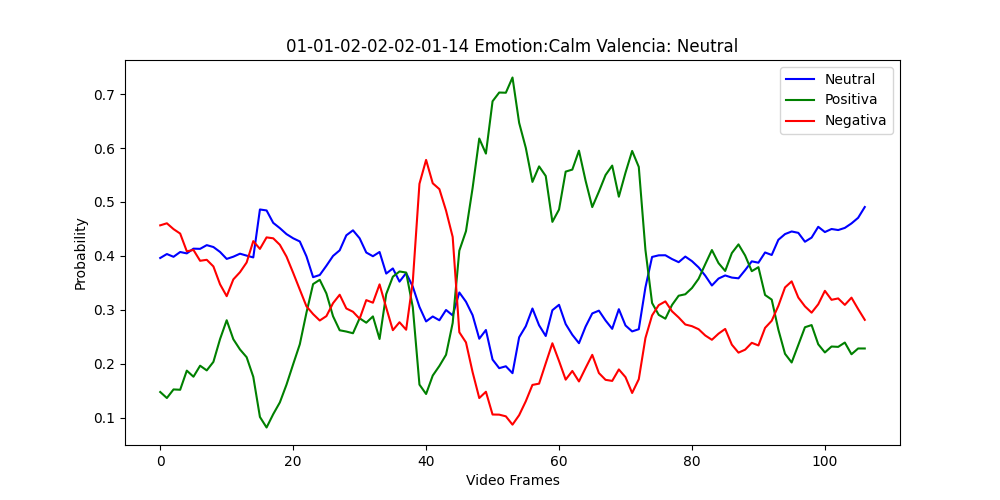 01-01-02-02-02-01-14 Emotion:Calm Valencia: Neutral
Neutral
Positiva
Negativa
Probability
0.7
0.6
0.5
0.4
0.3
0.2
0.1
0 20 40 60 80 100
Video Frames